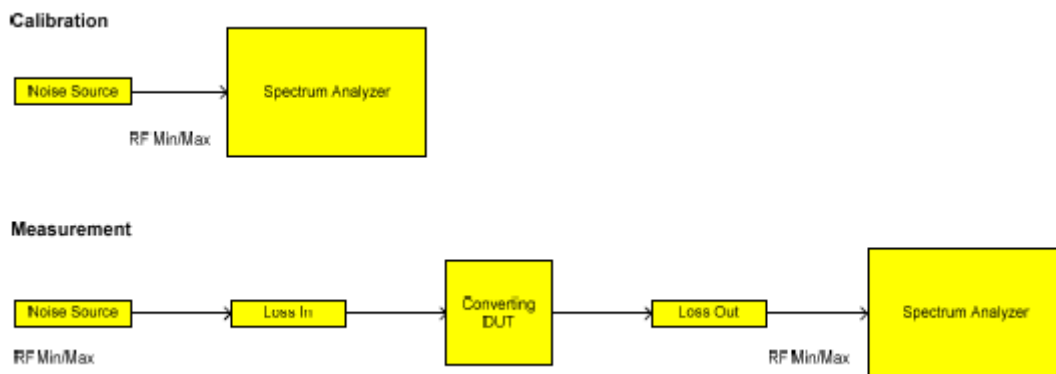 Calibration
Noise Source
Spectrum Analyzer
RF Min/Max
Measurement
Noise Source
Loss In
Converting
DUT
Loss Out
Spectrum Analyzer
RF Min/Max
RF Min/Max